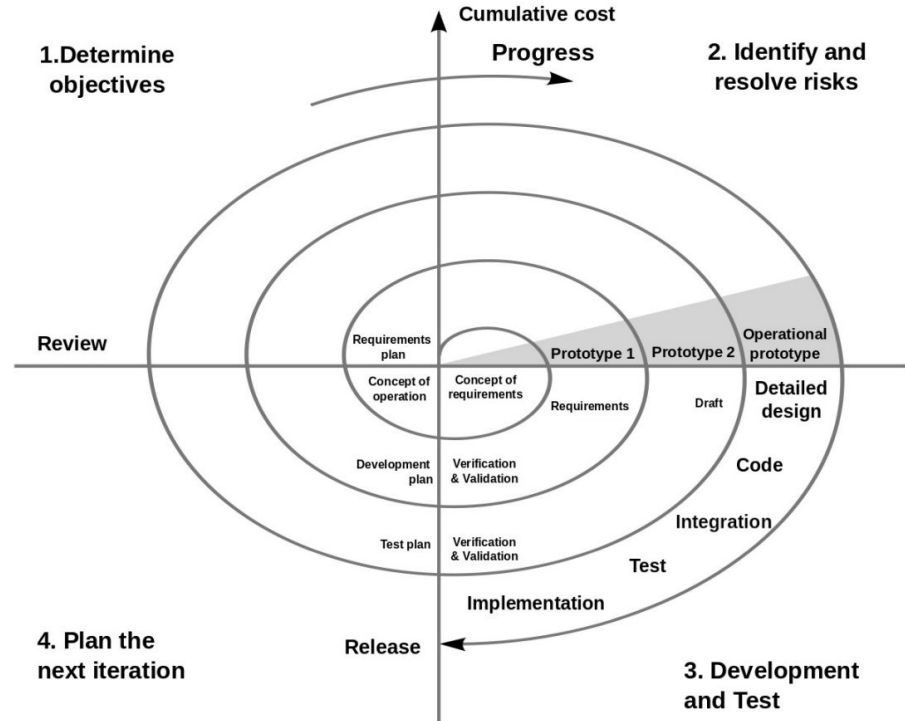 Cumulative cost
1.Determine
objectives
Progress
2. Identify and
resolve risks
Review
Requirements
plan
Prototype 1
Prototype 2
Operational
prototype
Concept of
operation
Concept of
requirements
Requirements
Draft
Detailed
design
Development
plan
Verification
& Validation
Code
Integration
Test plan
Verification
& Validation
Test
Implementation
Release
4. Plan the
next iteration
3. Development
and Test